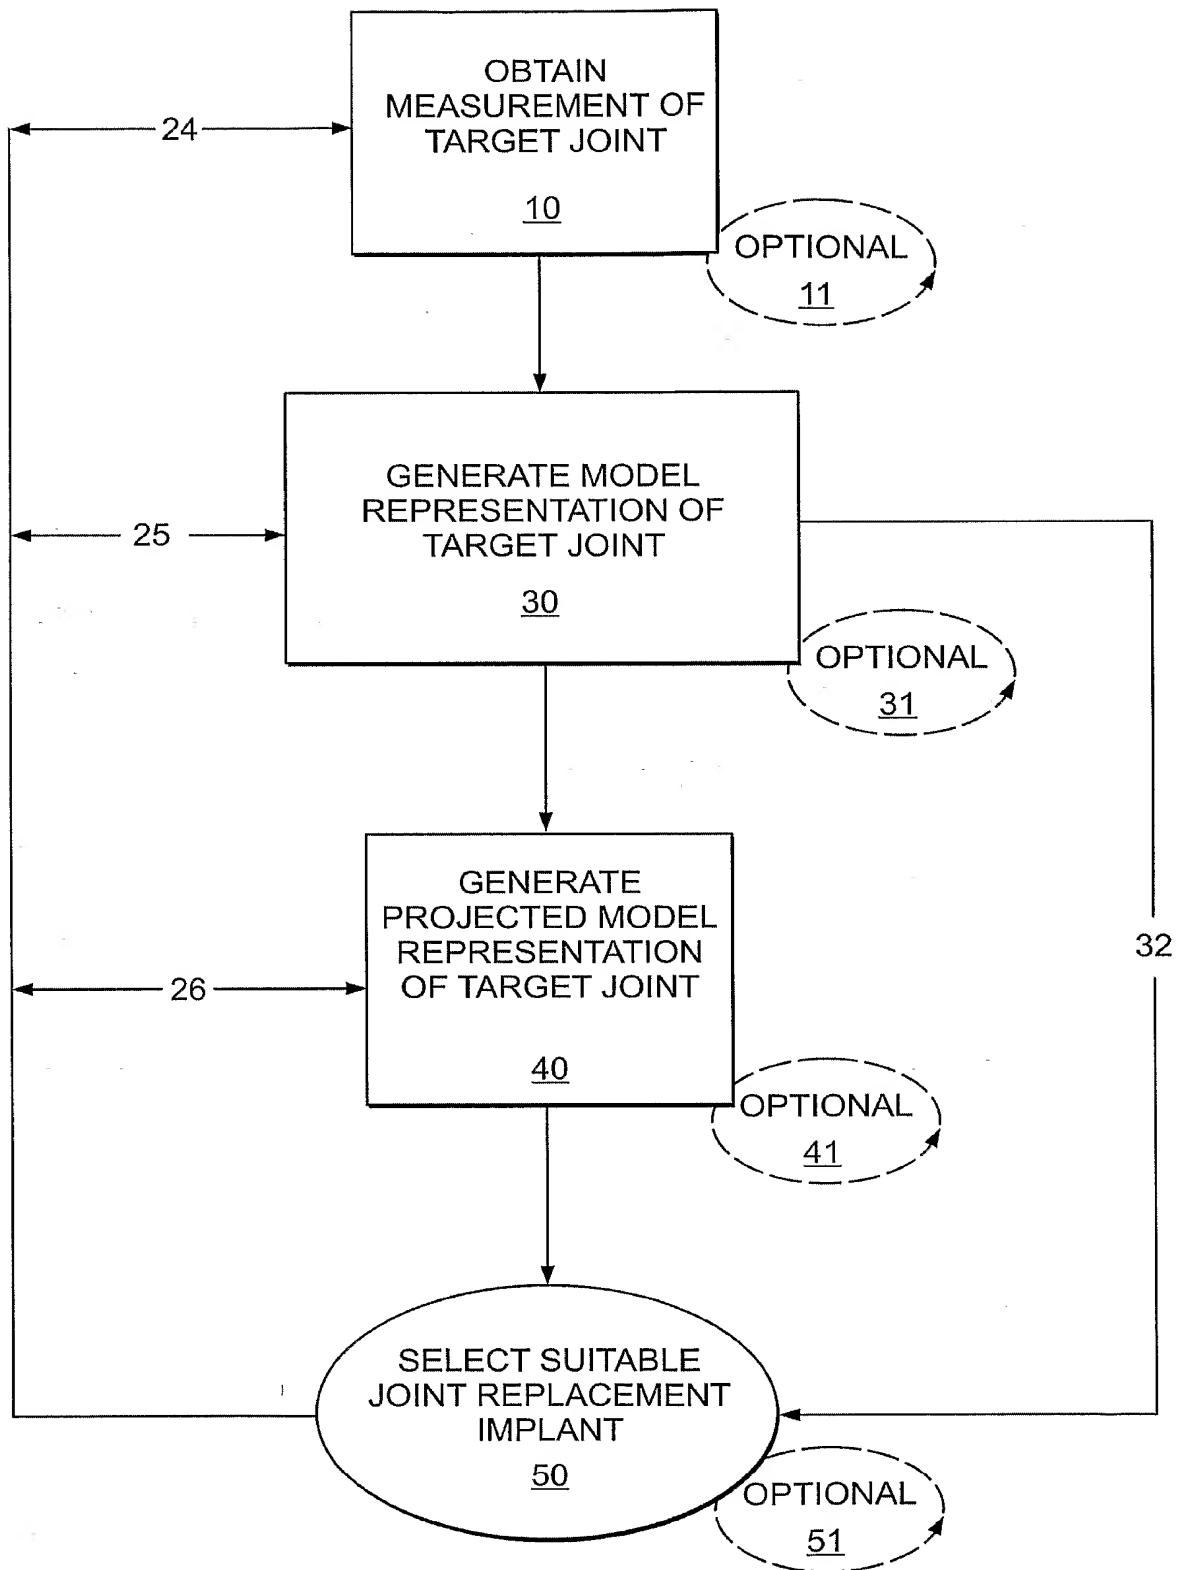 OBTAIN
MEASUREMENT OF
TARGET JOINT
10
24
OPTIONAL
11
GENERATE MODEL
REPRESENTATION OF
TARGET JOINT
30
25
OPTIONAL
31
GENERATE
PROJECTED MODEL
REPRESENTATION
OF TARGET JOINT
40
32
26
OPTIONAL
41
SELECT SUITABLE
JOINT REPLACEMENT
IMPLANT
50
OPTIONAL
51